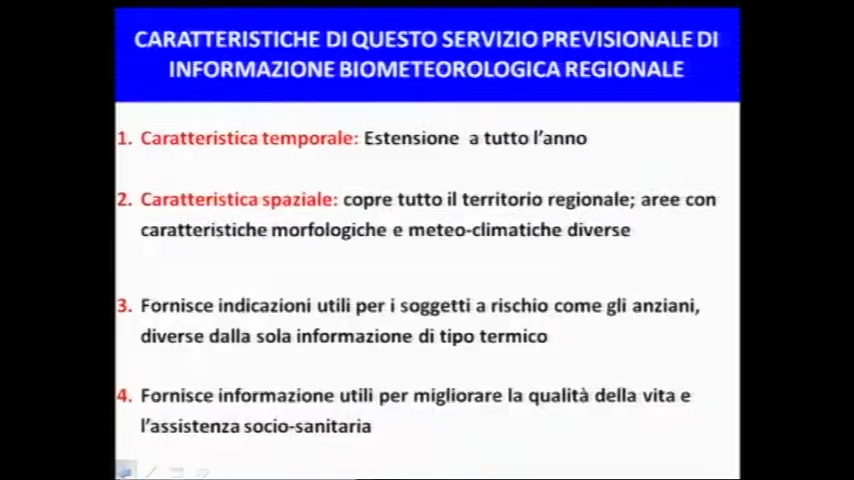 CARATTERISTICHE DI QUESTO SERVIZIO PREVISIONALE DI
INFORMAZIONE BIOMETEOROLOGICA REGIONALE
1. Caratteristica temporale: Estensione a tutto l'anno
2. Caratteristica spaziale: copre tutto il territorio regionale; aree con
caratteristiche morfologiche e meteo-climatiche diverse
3. Fornisce indicazioni utili per i soggetti a rischio come gli anziani,
diverse dalla sola informazione di tipo termico
4. Fornisce informazione utili per migliorare la qualità della vita e
l'assistenza socio-sanitaria